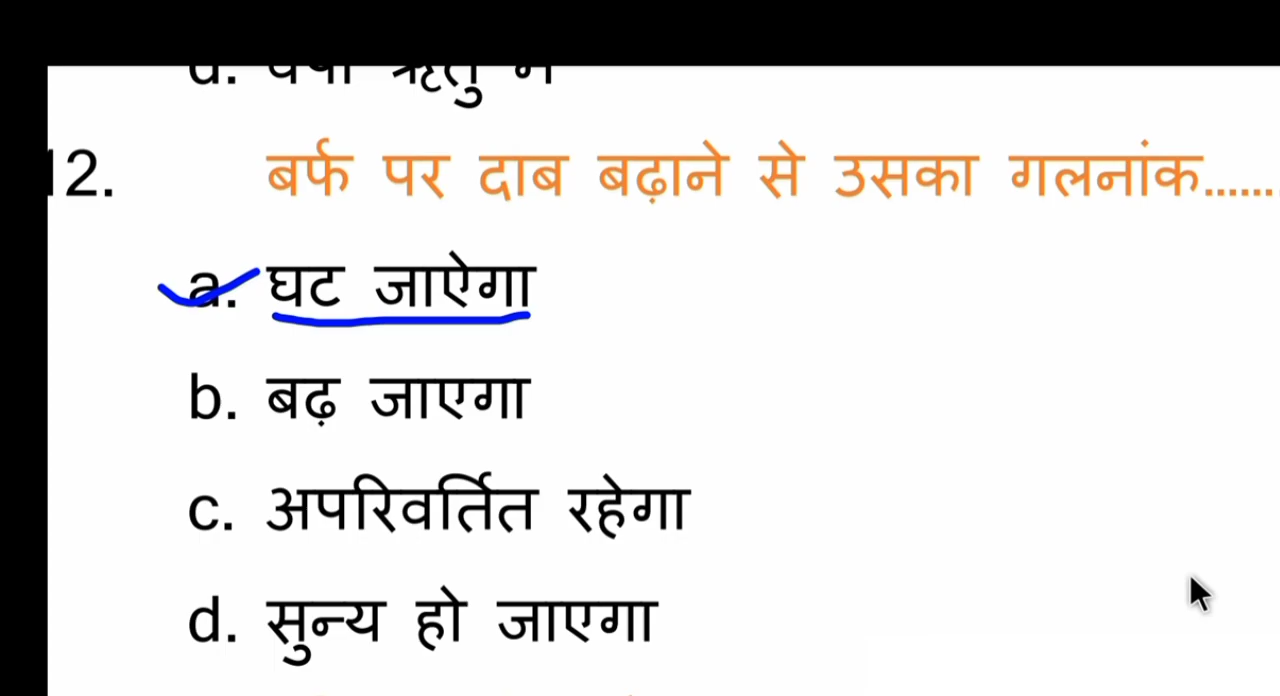 12. बर्फ पर दाब बढ़ाने से उसका गलनांक.......
a. घट जाऐगा
b. बढ़ जाएगा
c. अपरिवर्तित रहेगा
d. सुन्य हो जाएगा